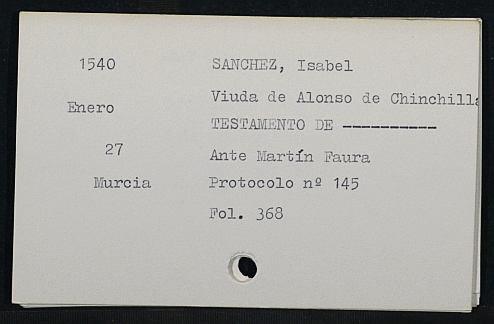 1540 SANCHEZ, Isabel
Enero Viuda de Alonso de Chinchilla
TESTAMENTO DE ----------
27 Ante Martín Faura
Murcia Protocolo nº 145
Fol. 368